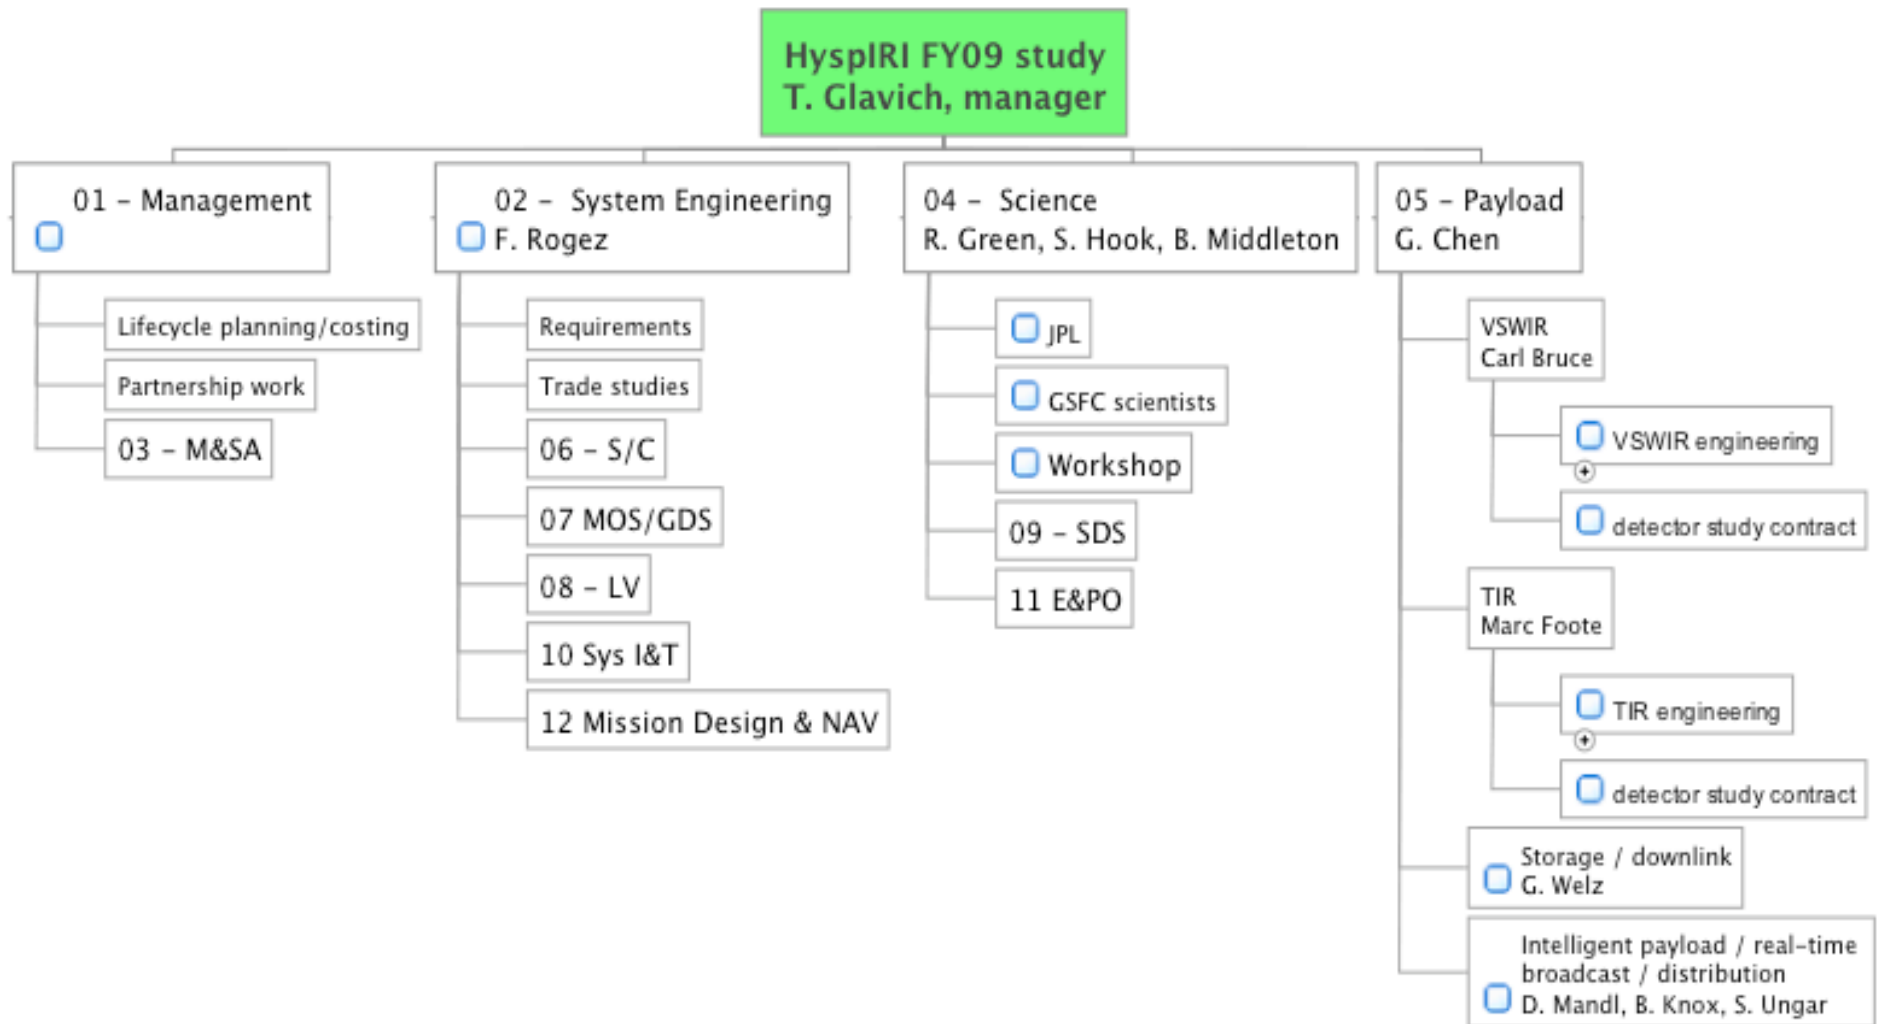 HyspIRI FY09 study
T. Glavich, manager
01 – Management
Lifecycle planning/costing
Partnership work
03 – M&SA
02 – System Engineering
F. Rogez
Requirements
Trade studies
06 – S/C
07 MOS/GDS
08 – LV
10 Sys I&T
12 Mission Design & NAV
04 – Science
R. Green, S. Hook, B. Middleton
JPL
GSFC scientists
Workshop
09 – SDS
11 E&PO
05 – Payload
G. Chen
VSWIR
Carl Bruce
VSWIR engineering
detector study contract
TIR
Marc Foote
TIR engineering
detector study contract
Storage / downlink
G. Welz
Intelligent payload / real–time
broadcast / distribution
D. Mandl, B. Knox, S. Ungar